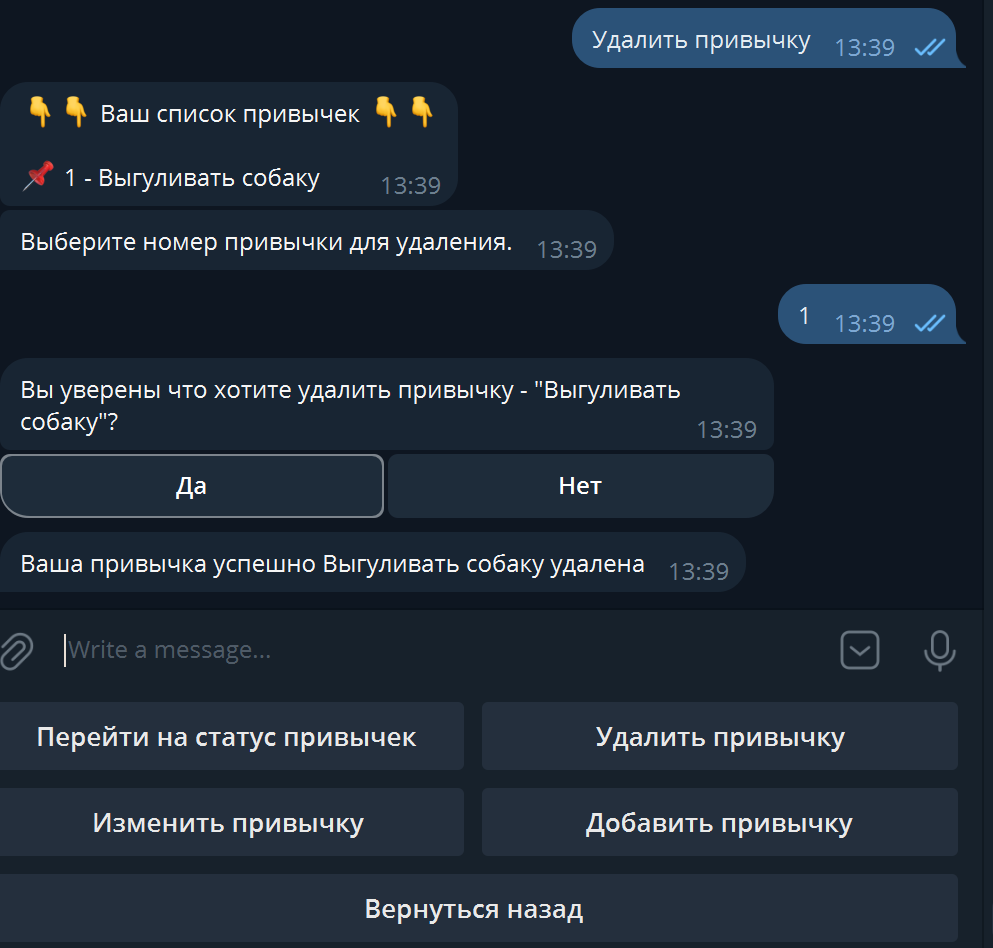 Удалить привычку 13:39
👇 👇 Ваш список привычек 👇 👇
📌 1 - Выгуливать собаку 13:39
Выберите номер привычки для удаления. 13:39
1 13:39
Вы уверены что хотите удалить привычку - "Выгуливать
собаку"? 13:39
Да Нет
Ваша привычка успешно Выгуливать собаку удалена 13:39
Write a message...
Перейти на статус привычек Удалить привычку
Изменить привычку Добавить привычку
Вернуться назад